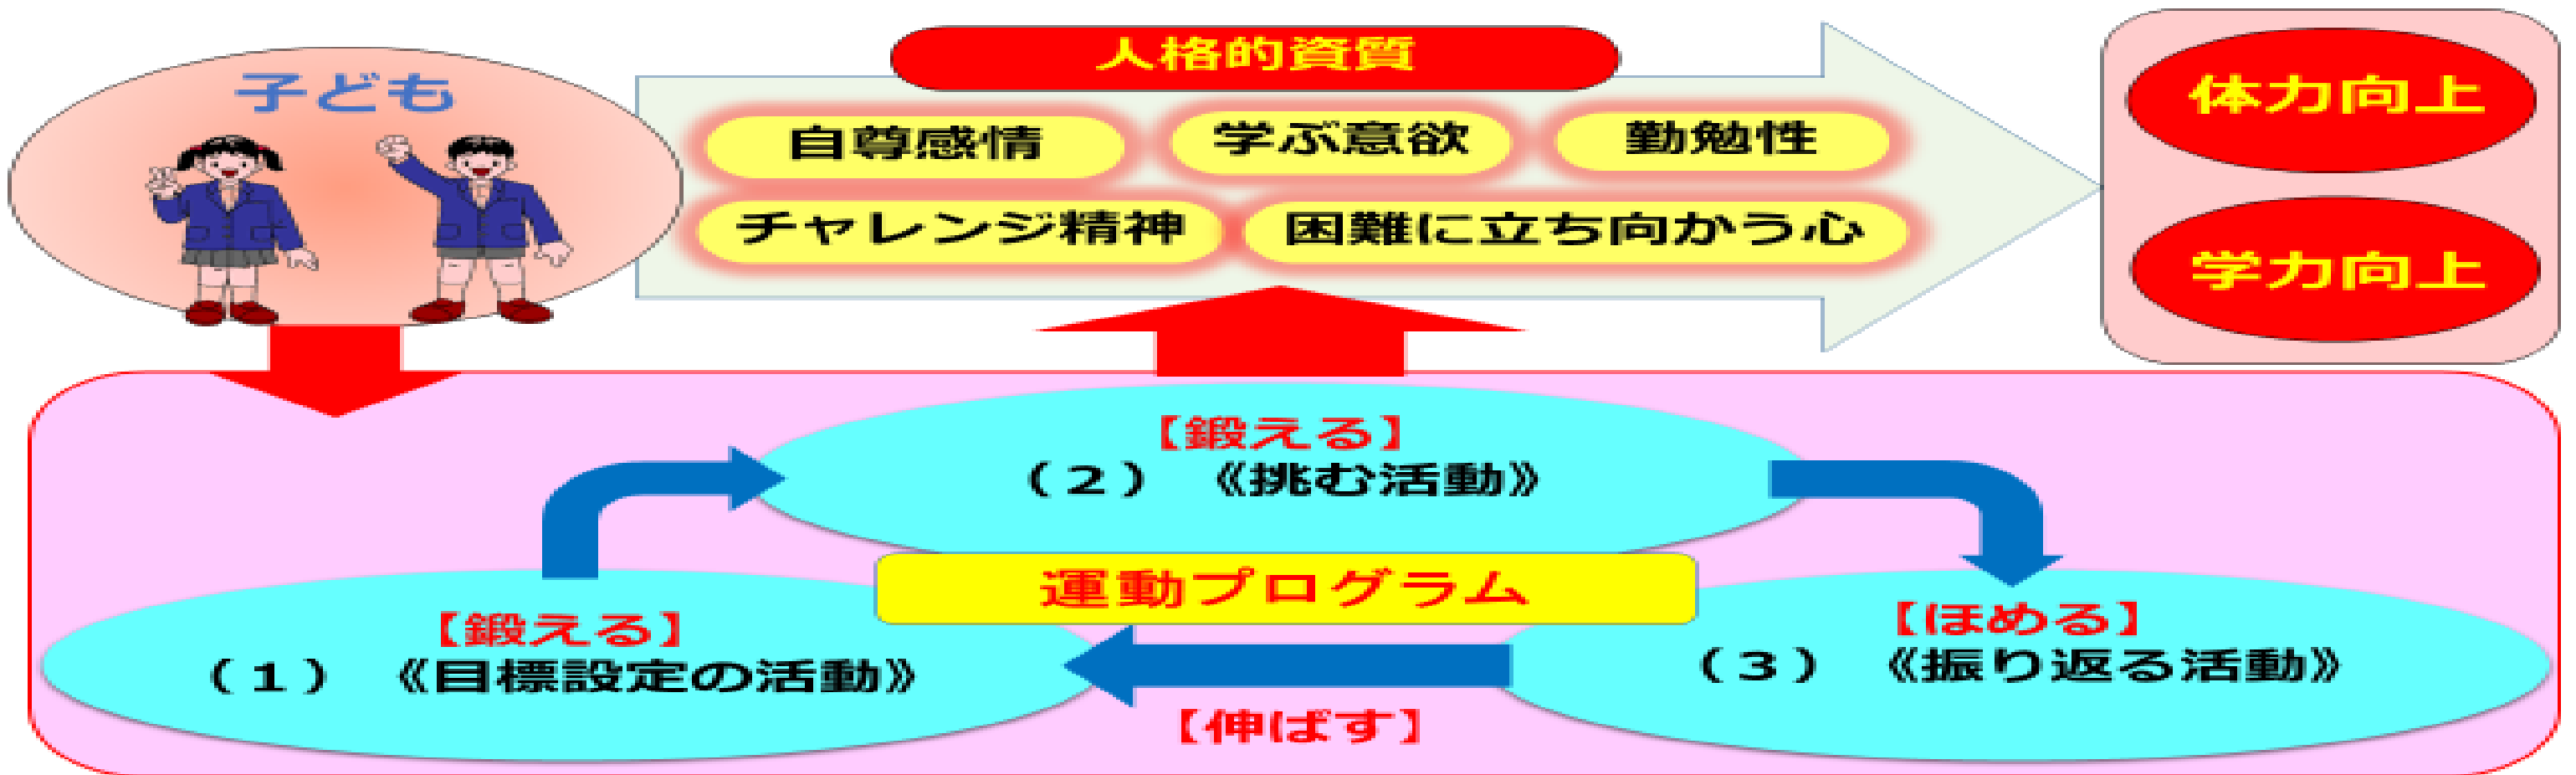 子ども
人格的資質
自尊感情
学ぶ意欲
勤勉性
チャレンジ精神
困難に立ち向かう心
体力向上
学力向上
【鍛える】
（２） 《挑む活動》
運動プログラム
【鍛える】
（１） 《目標設定の活動》
【ほめる】
（３） 《振り返る活動》
【伸ばす】